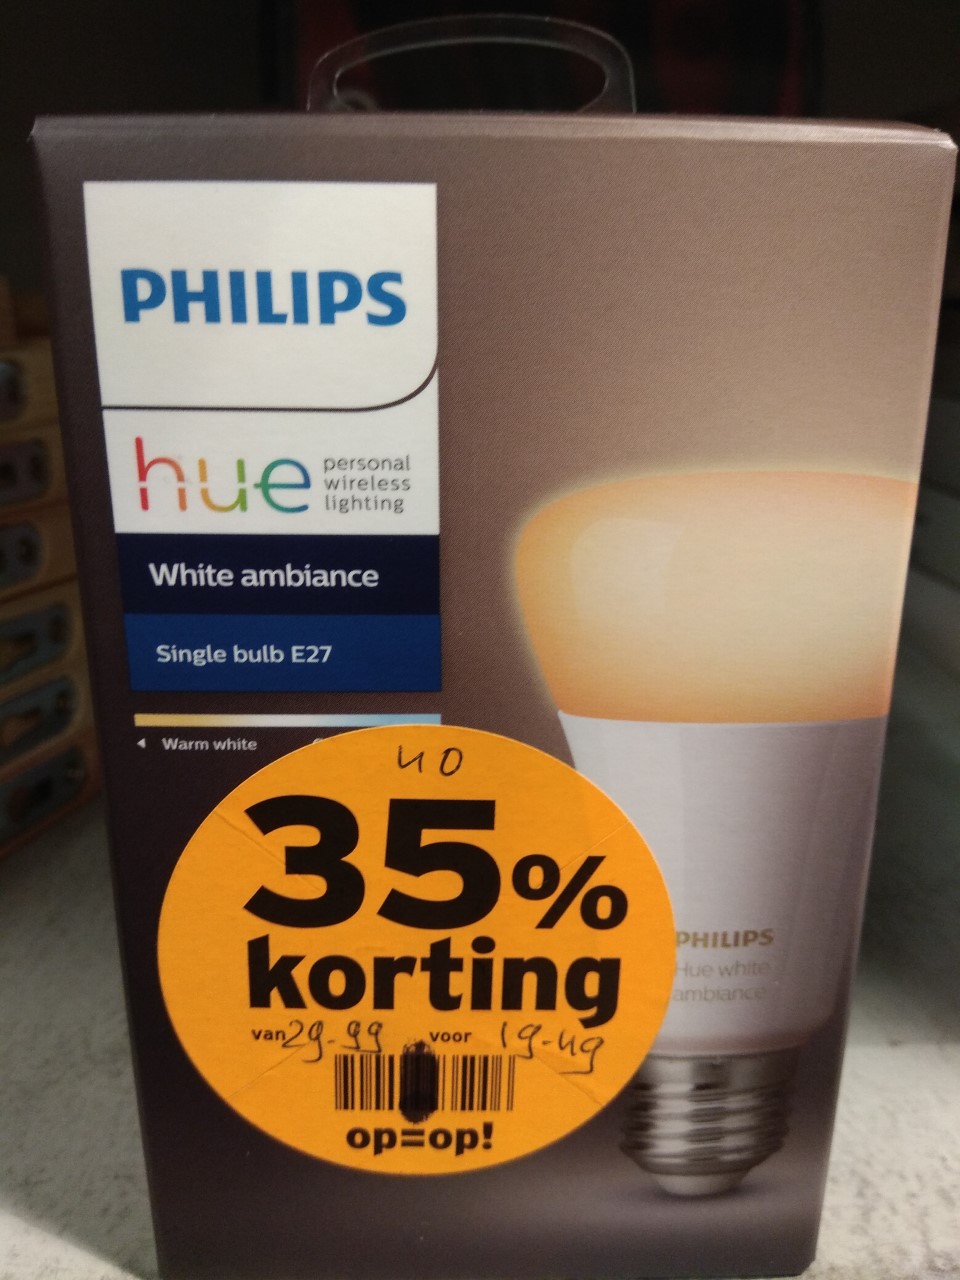 PHILIPS
hue
personal
wireless
lighting
White ambiance
Single bulb E27
Warm white
40
35%
korting
van 29.99 voor 19.49
op=op!
PHILIPS
Hue white
ambiance